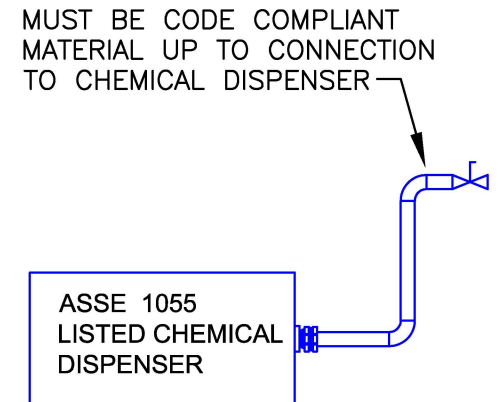 MUST BE CODE COMPLIANT
MATERIAL UP TO CONNECTION
TO CHEMICAL DISPENSER
ASSE 1055
LISTED CHEMICAL
DISPENSER